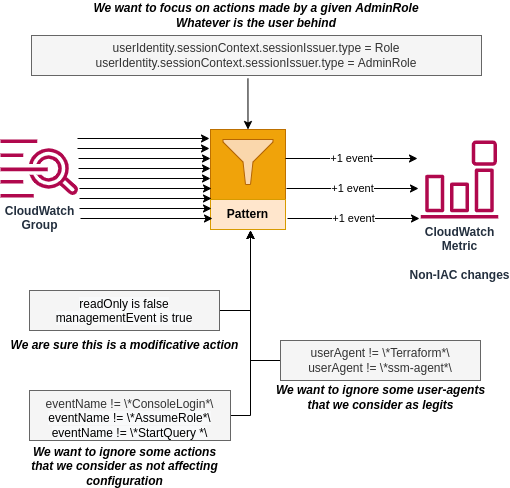 We want to focus on actions made by a given AdminRole
Whatever is the user behind
userIdentity.sessionContext.sessionIssuer.type = Role
userIdentity.sessionContext.sessionIssuer.type = AdminRole
+1 event
+1 event
+1 event
CloudWatch
Group
Pattern
CloudWatch
Metric
Non-IAC changes
readOnly is false
managementEvent is true
We are sure this is a modificative action
userAgent != \*Terraform*\
userAgent != \*ssm-agent*\
We want to ignore some user-agents
that we consider as legits
eventName != \*ConsoleLogin*\
eventName != \*AssumeRole*\
eventName != \*StartQuery *\
We want to ignore some actions
that we consider as not affecting
configuration